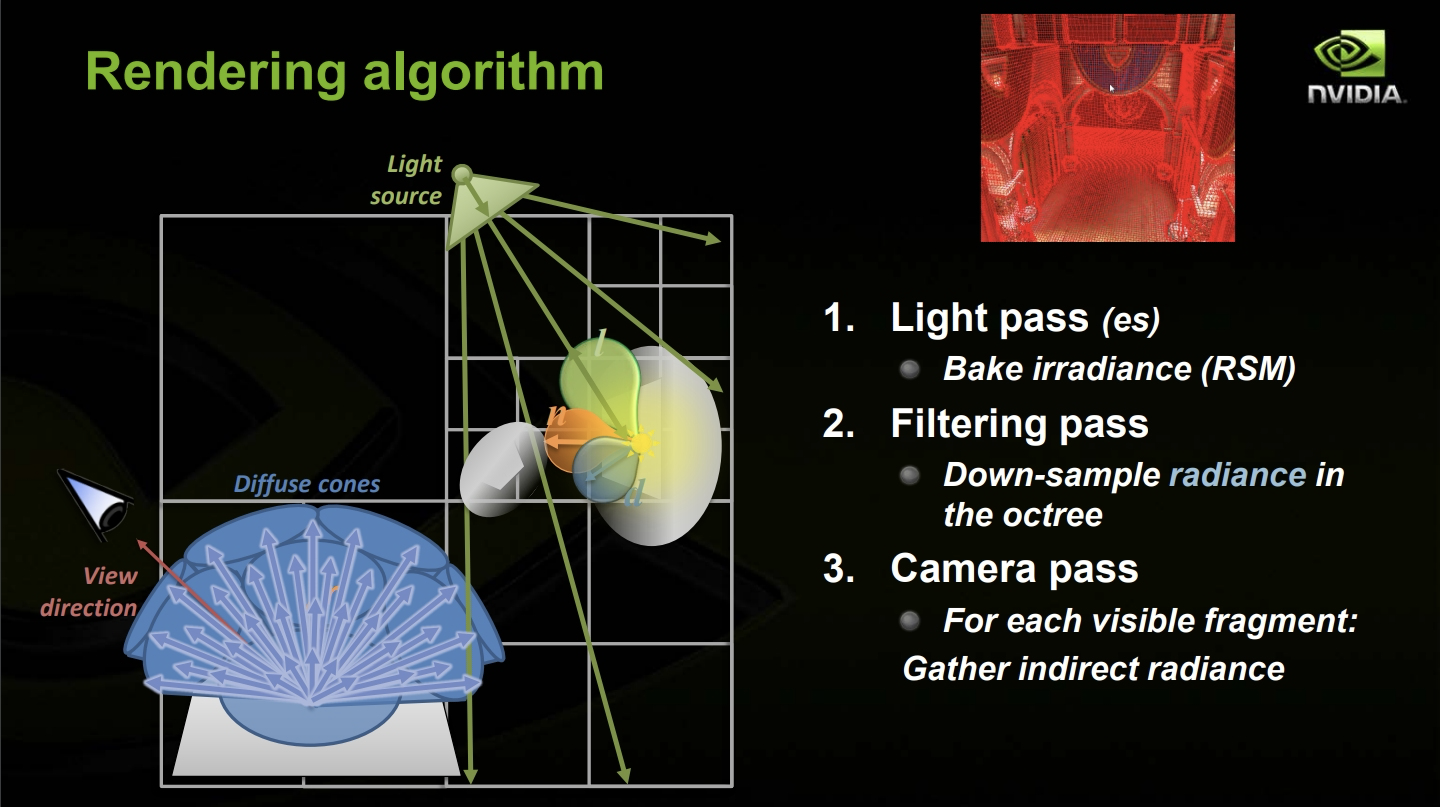 Rendering algorithm
NVIDIA.
Light
source
l
n
d
Diffuse cones
View
direction
1. Light pass (es)
Bake irradiance (RSM)
2. Filtering pass
Down-sample radiance in
the octree
3. Camera pass
For each visible fragment:
Gather indirect radiance